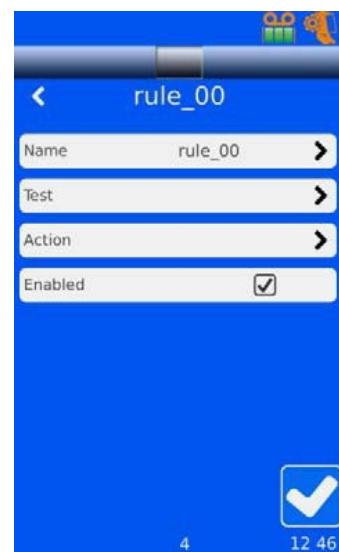 rule_00
Name rule_00
Test
Action
Enabled
4 12 46